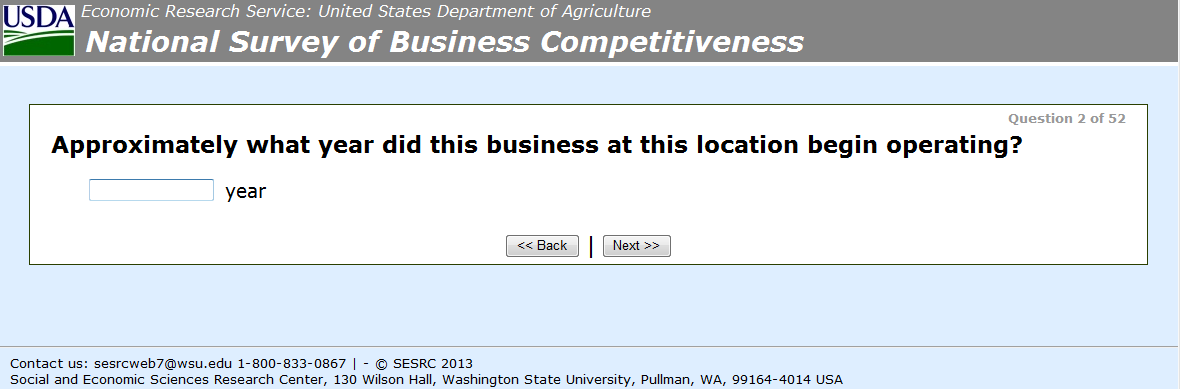 USDA
Economic Research Service: United States Department of Agriculture
National Survey of Business Competitiveness
Question 2 of 52
Approximately what year did this business at this location begin operating?
year
<< Back | Next >>
Contact us: sesrcweb7@wsu.edu 1-800-833-0867 | - © SESRC 2013
Social and Economic Sciences Research Center, 130 Wilson Hall, Washington State University, Pullman, WA, 99164-4014 USA